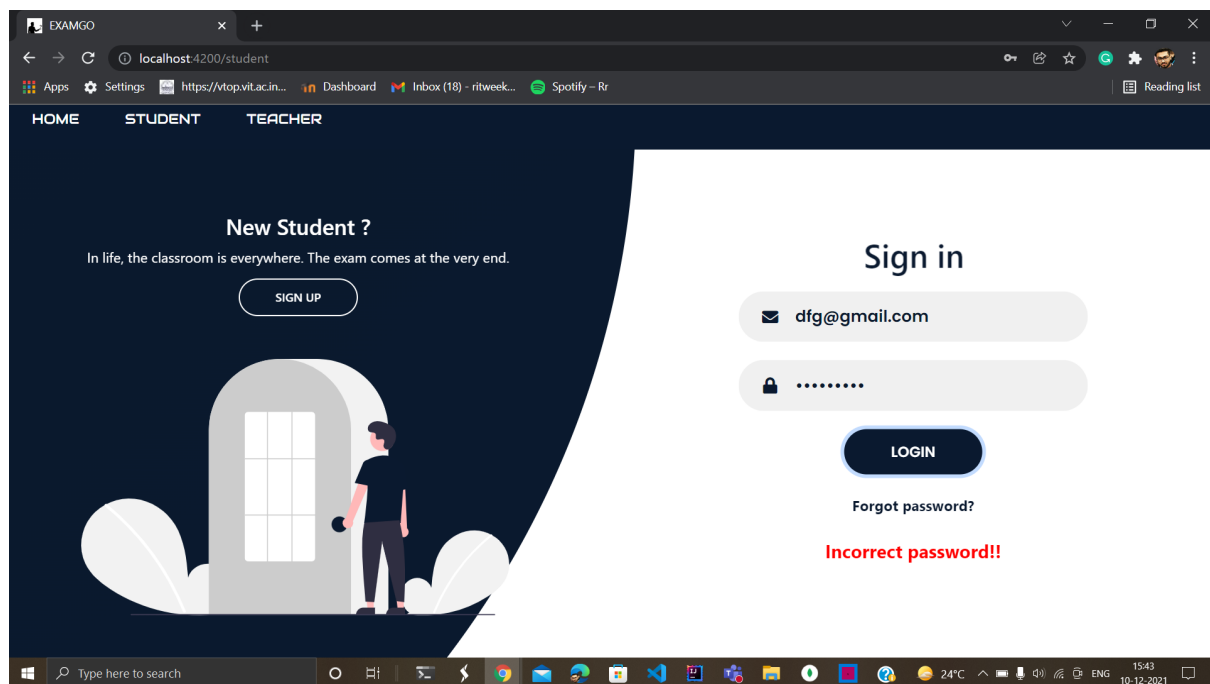 EXAMGO
localhost:4200/student
Apps Settings https://vtop.vit.ac.in... Dashboard Inbox (18) - ritweek... Spotify – Rr Reading list
HOME STUDENT TEACHER
New Student ?
In life, the classroom is everywhere. The exam comes at the very end.
SIGN UP
Sign in
dfg@gmail.com
•••••••••
LOGIN
Forgot password?
Incorrect password!!
Type here to search
24°C ENG
15:43
10-12-2021